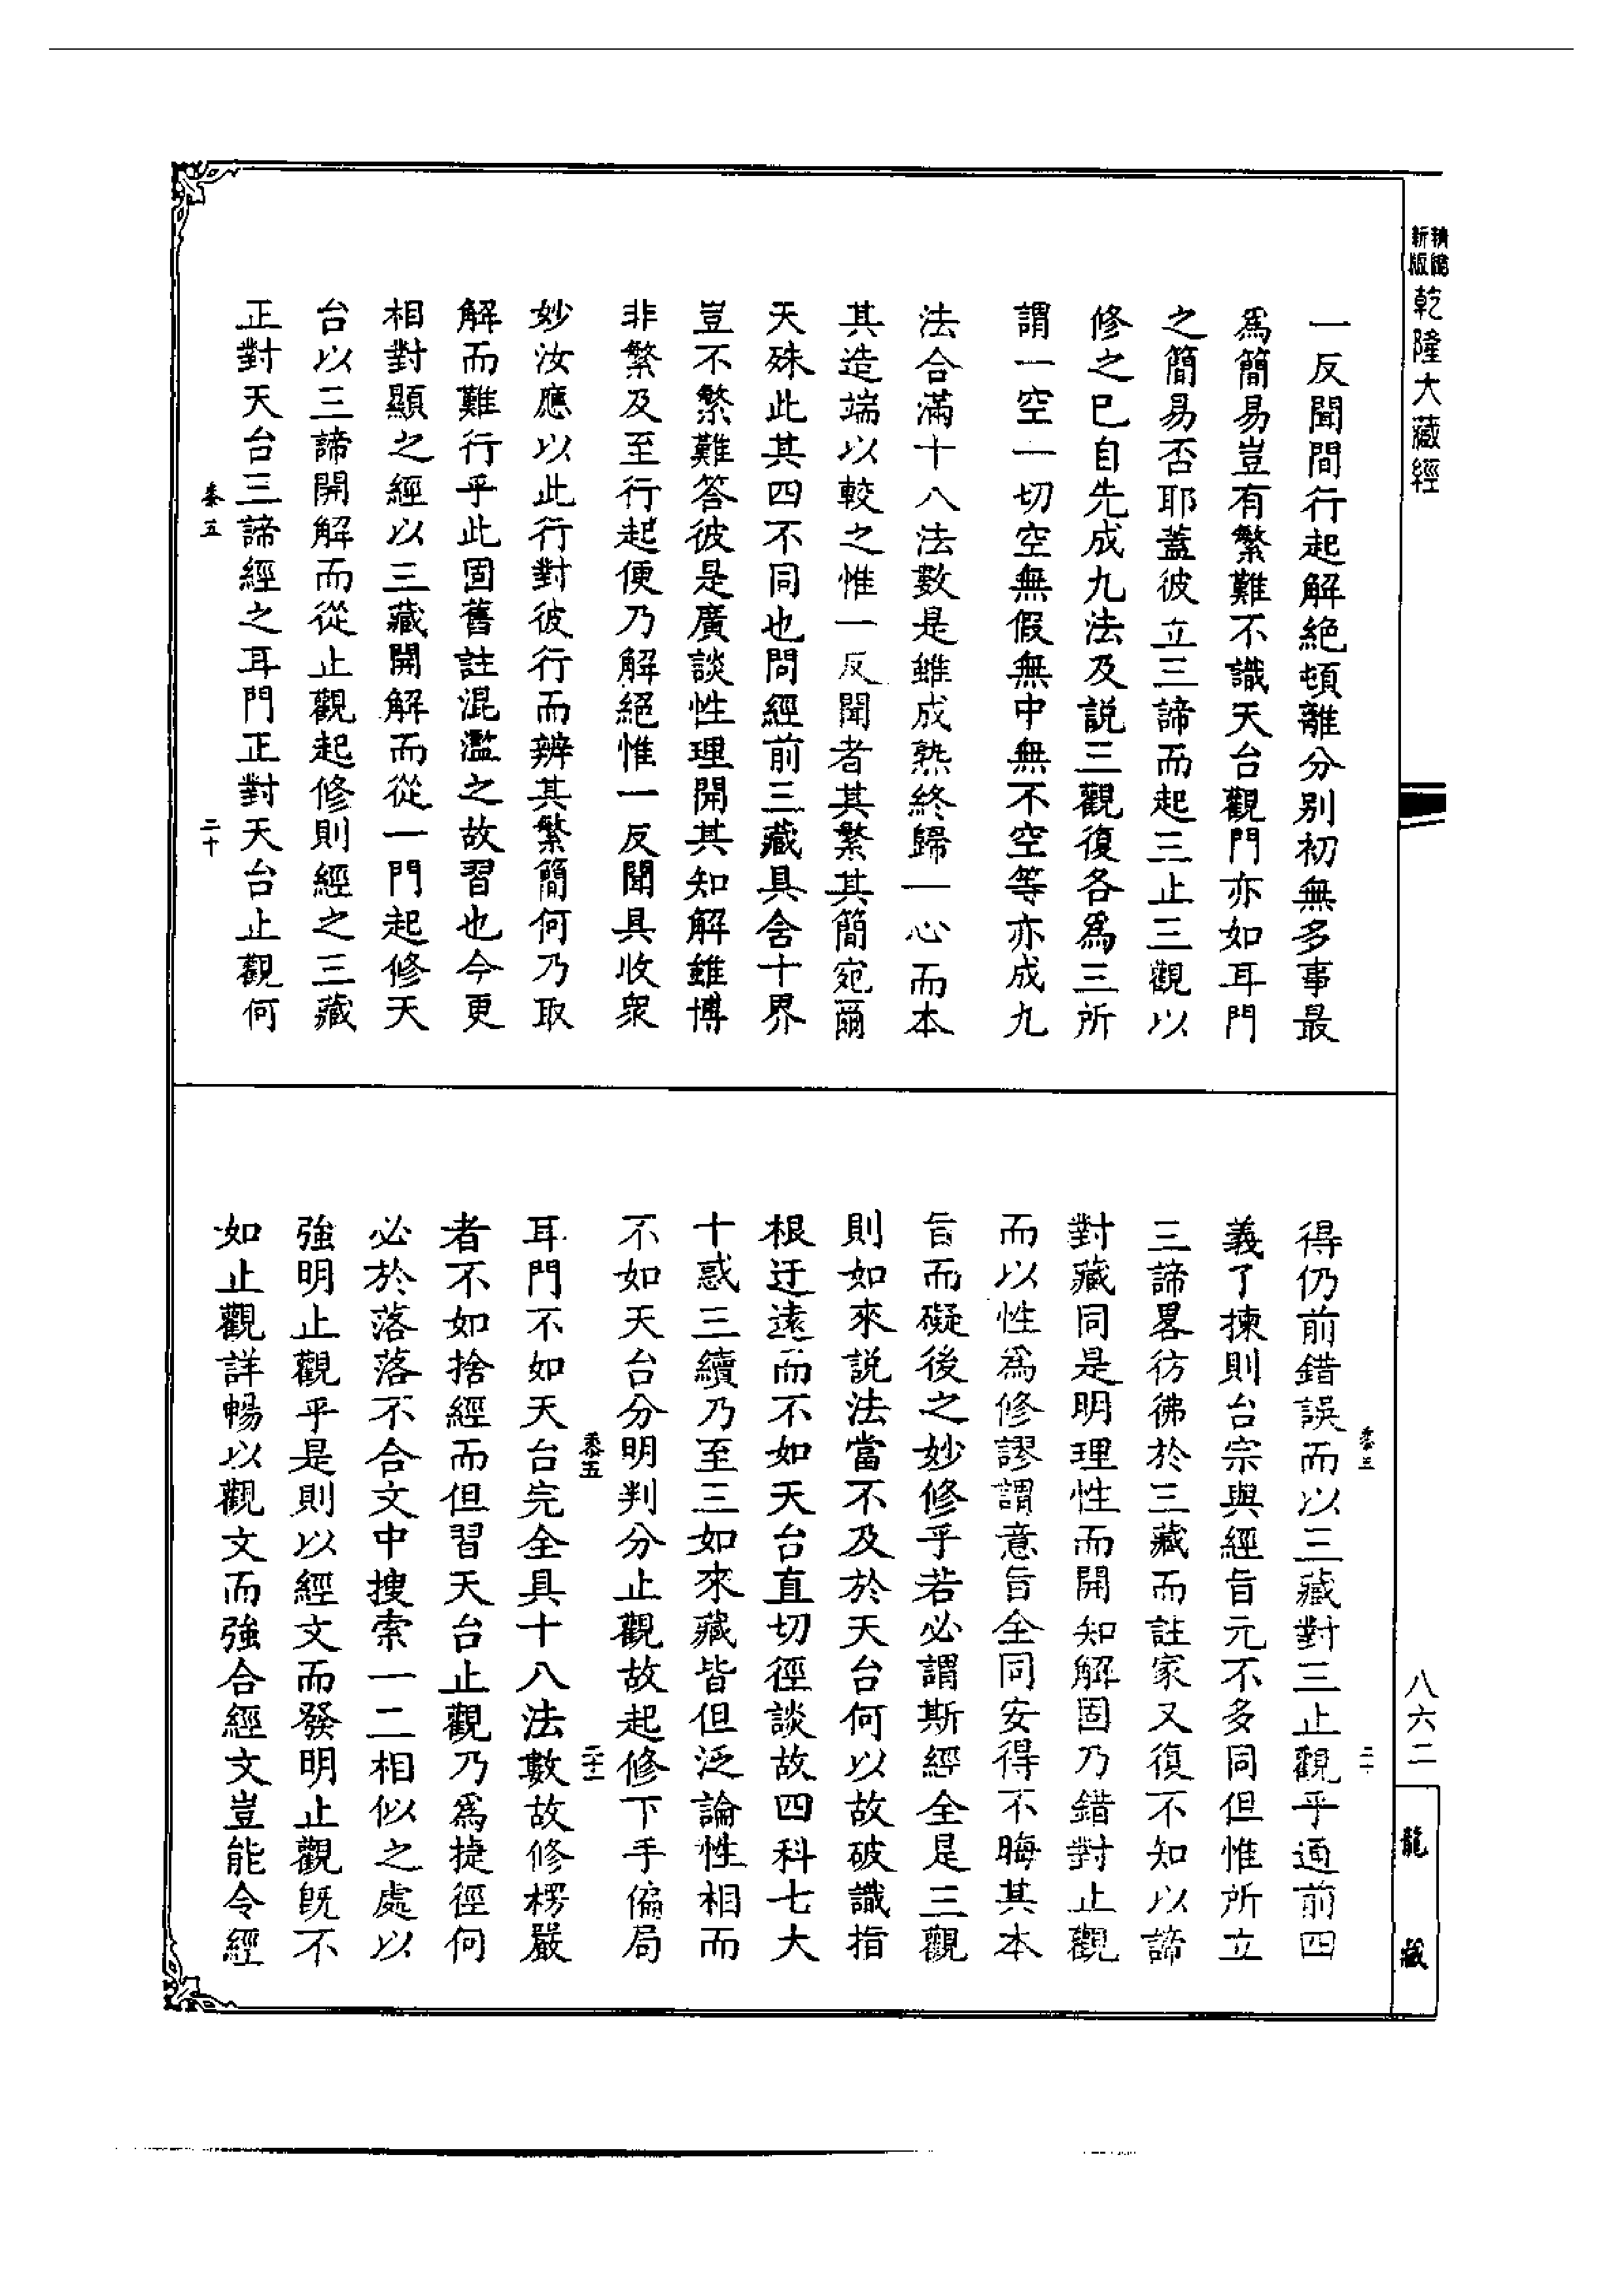 精縮
新版
乾隆大藏經
一反聞間行起解絕頓離分別初無多事最
爲簡易豈有繁難不識天台觀門亦如耳門
之簡易否耶蓋彼立三諦而起三止三觀以
修之已自先成九法及説三觀復各爲三所
謂一空一切空無假無中無不空等亦成九
法合滿十八法數是雖成熟終歸一心而本
其造端以較之惟一反聞者其繁其簡宛爾
天殊此其四不同也問經前三藏具含十界
豈不繁難答彼是廣談性理開其知解雖博
非繁及至行起便乃解絕惟一反聞具收衆
妙汝應以此行對彼行而辨其繁簡何乃取
解而難行乎此固舊註混濫之故習也今更
相對顯之經以三藏開解而從一門起修天
台以三諦開解而從止觀起修則經之三藏
正對天台三諦經之耳門正對天台止觀何
二十
得仍前錯誤而以三藏對三止觀乎通前四
義了揀則台宗與經旨元不多同但惟所立
三諦畧彷彿於三藏而註家又復不知以諦
對藏同是明理性而開知解固乃錯對止觀
而以性爲修謬謂意旨全同安得不晦其本
旨而礙後之妙修乎若必謂斯經全是三觀
則如來説法當不及於天台何以故破識指
根迂遠而不如天台直切徑談故四科七大
十惑三續乃至三如來藏皆但泛論性相而
不如天台分明判分止觀故起修下手偏局
耳門不如天台完全具十八法數故修楞嚴
者不如捨經而但習天台止觀乃爲捷徑何
必於落落不合文中搜索一二相似之處以
強明止觀乎是則以經文而發明止觀旣不
如止觀詳暢以觀文而強合經文豈能令經
八六二
龍藏